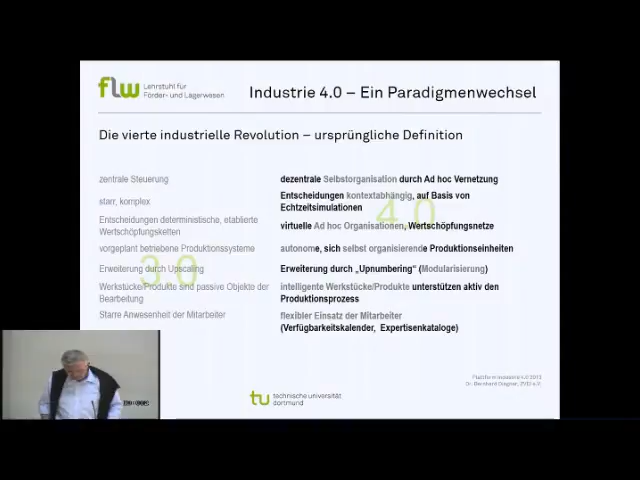 flw
Lehrstuhl für
Förder- und Lagerwesen
Industrie 4.0 – Ein Paradigmenwechsel
Die vierte industrielle Revolution – ursprüngliche Definition
zentrale Steuerung
dezentrale Selbstorganisation durch Ad hoc Vernetzung
starr, komplex
Entscheidungen kontextabhängig, auf Basis von
Echtzeitsimulationen
Entscheidungen deterministische, etablierte
Wertschöpfungsketten
virtuelle Ad hoc Organisationen, Wertschöpfungsnetze
vorgeplant betriebene Produktionssysteme
autonome, sich selbst organisierende Produktionseinheiten
Erweiterung durch Upscaling
Erweiterung durch „Upnumbering“ (Modularisierung)
Werkstücke/Produkte sind passive Objekte der
Bearbeitung
intelligente Werkstücke/Produkte unterstützen aktiv den
Produktionsprozess
Starre Anwesenheit der Mitarbeiter
flexibler Einsatz der Mitarbeiter
(Verfügbarkeitskalender, Expertisenkataloge)
3.0
4.0
tu
technische universität
dortmund